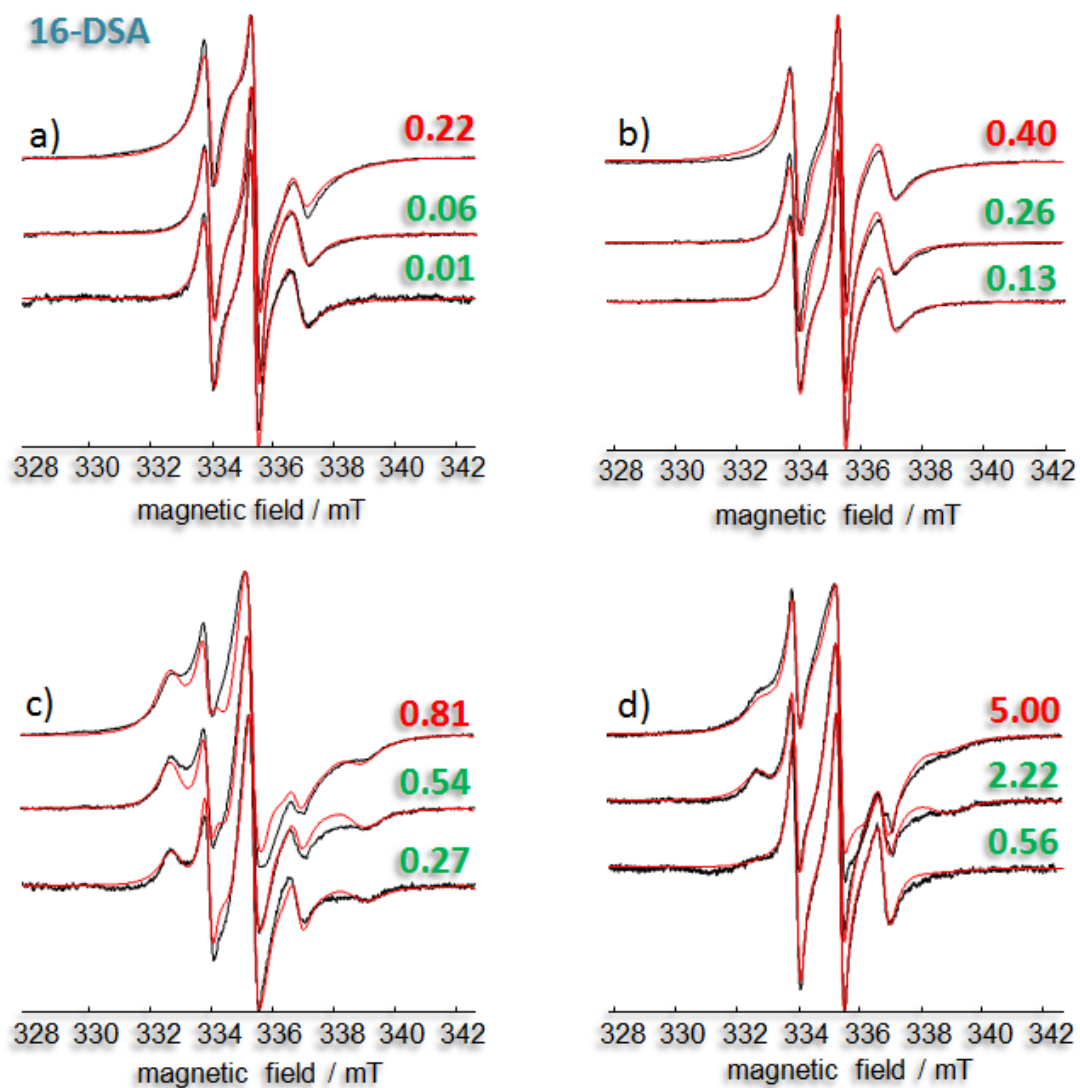 16-DSA
a)
0.22
0.06
0.01
328 330 332 334 336 338 340 342
magnetic field / mT
b)
0.40
0.26
0.13
328 330 332 334 336 338 340 342
magnetic field / mT
c)
0.81
0.54
0.27
328 330 332 334 336 338 340 342
magnetic field / mT
d)
5.00
2.22
0.56
328 330 332 334 336 338 340 342
magnetic field / mT